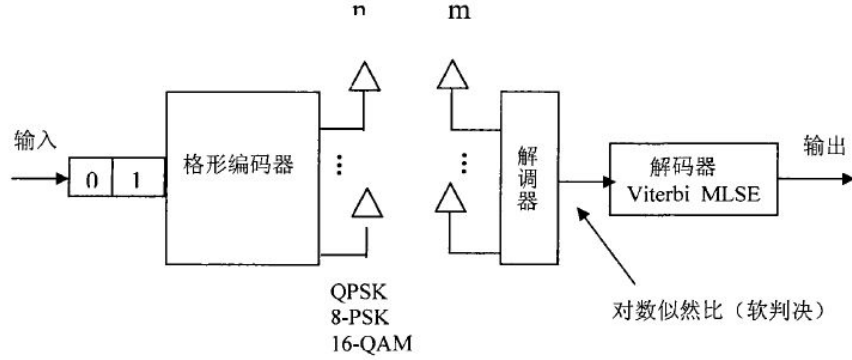 n m
输入
0 1
格形编码器
解调器
解码器
Viterbi MLSE
输出
QPSK
8-PSK
16-QAM
对数似然比（软判决）